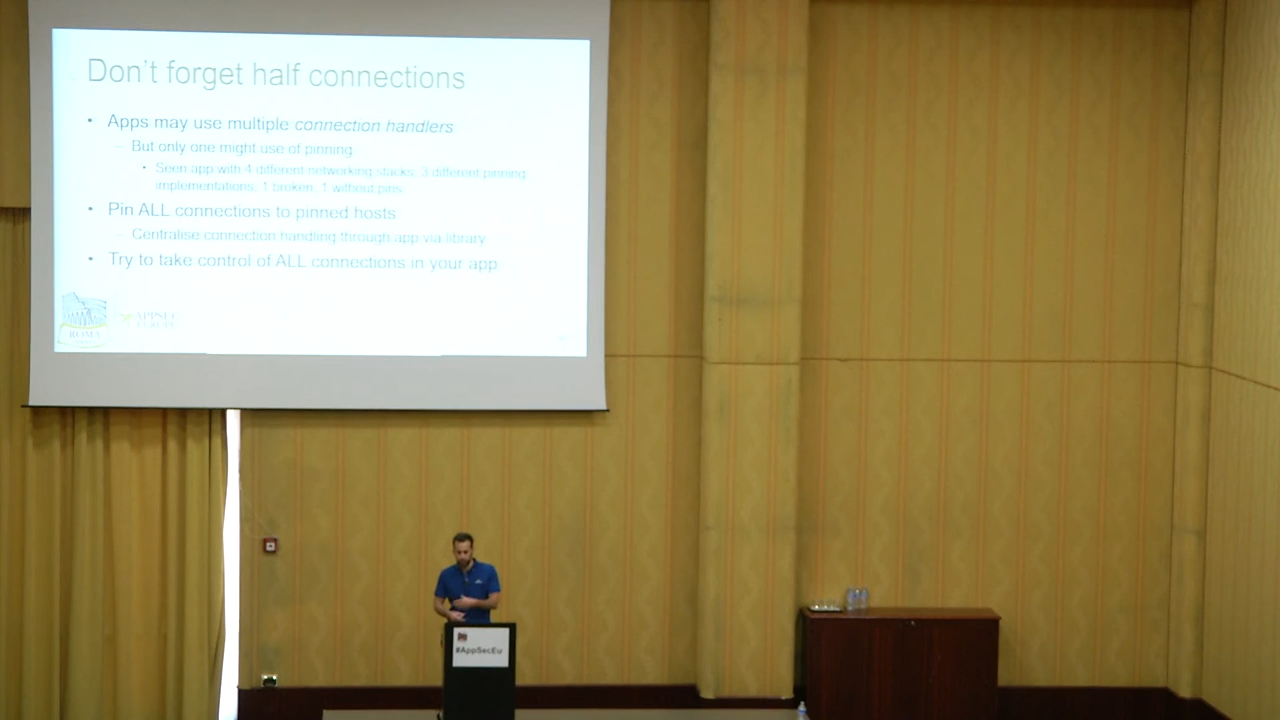 Don't forget half connections
• Apps may use multiple connection handlers
– But only one might use of pinning.
• Seen app with 4 different networking stacks, 3 different pinning
implementations, 1 broken, 1 without pins.
• Pin ALL connections to pinned hosts.
– Centralise connection handling through app via library
• Try to take control of ALL connections in your app.
ROMA
APPSEC
EUROPE
#AppSecEu